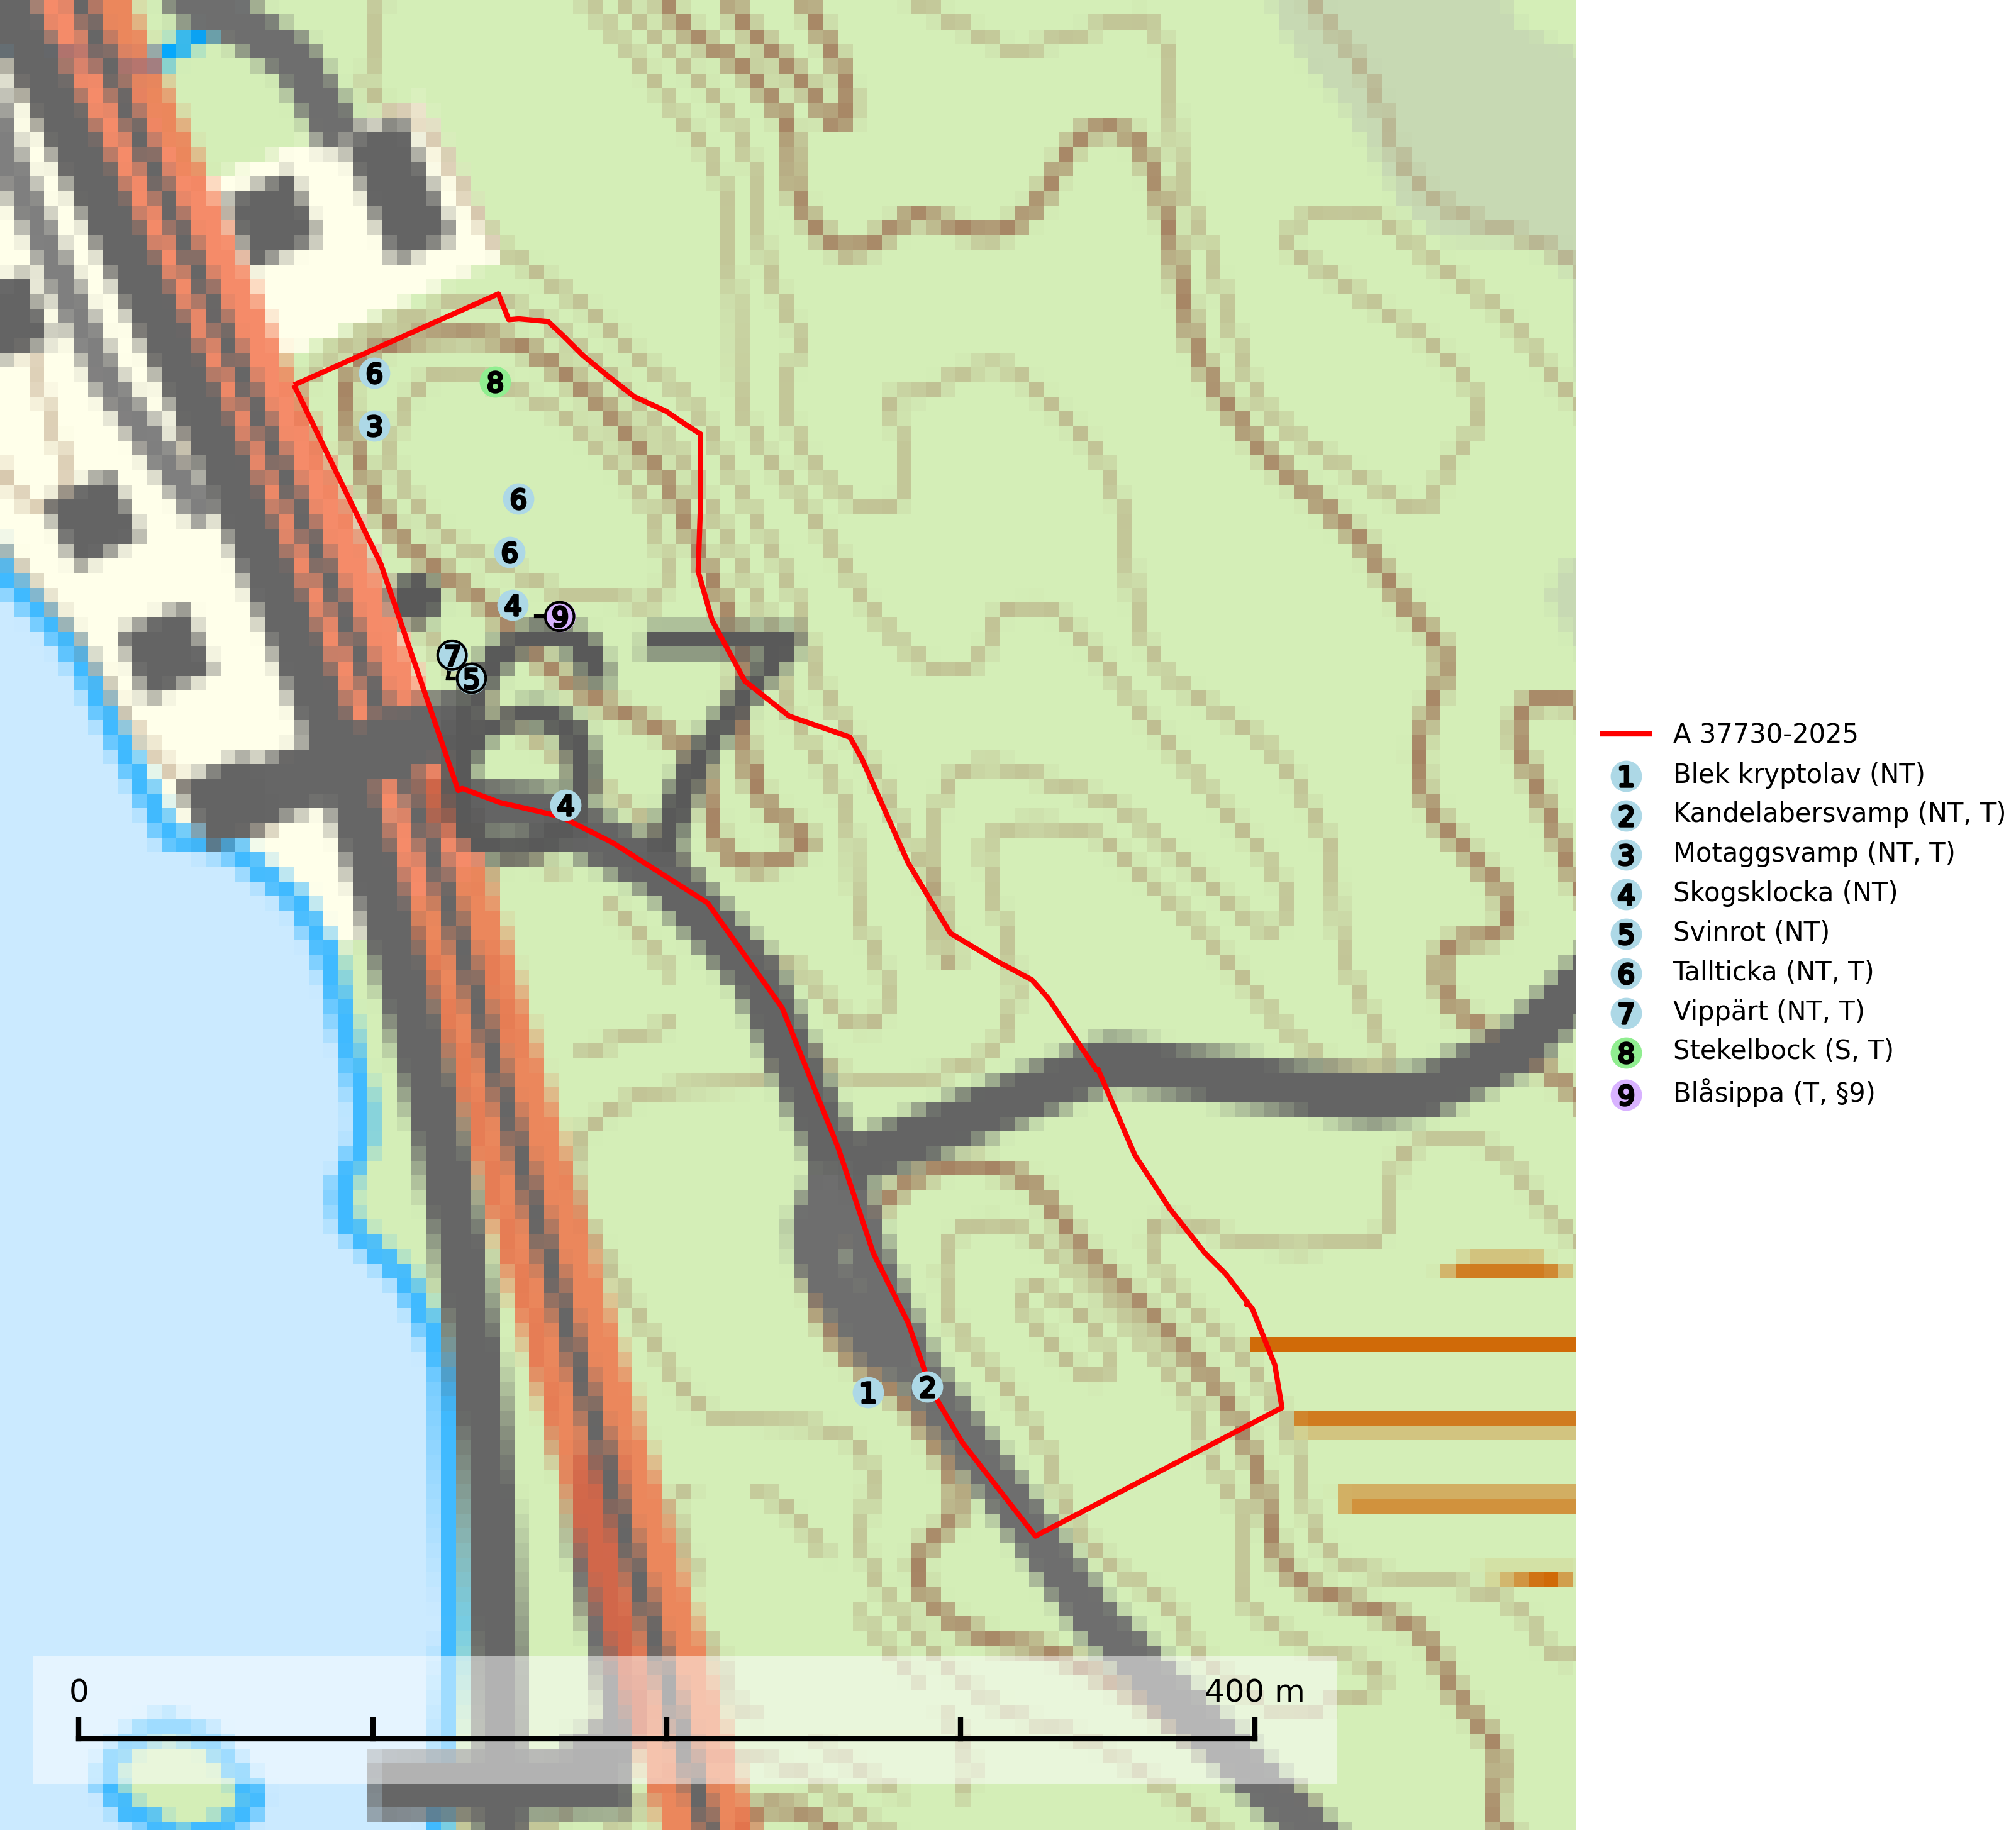 6
8
3
6
6
4
9
7
5
4
1
2
A 37730-2025
1 Blek kryptolav (NT)
2 Kandelabersvamp (NT, T)
3 Motaggsvamp (NT, T)
4 Skogsklocka (NT)
5 Svinrot (NT)
6 Tallticka (NT, T)
7 Vippärt (NT, T)
8 Stekelbock (S, T)
9 Blåsippa (T, §9)
0 400 m